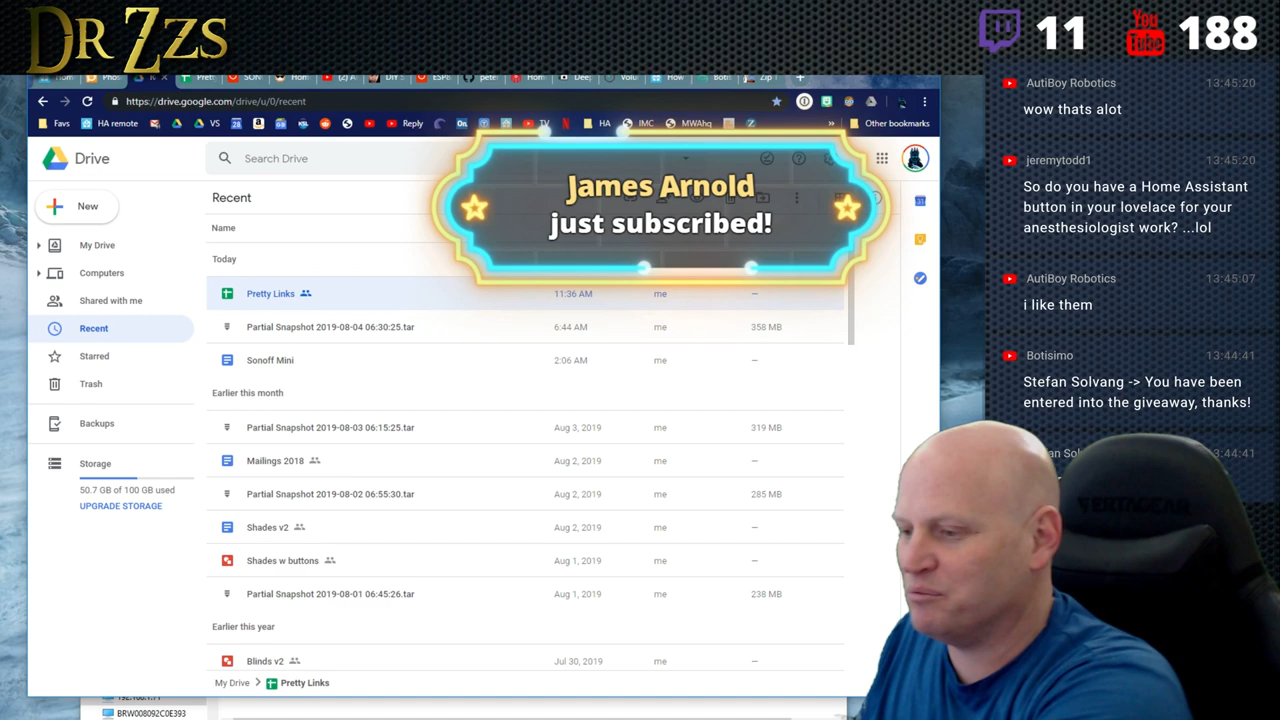 DR ZZS
11
You
Tube
188
https://drive.google.com/drive/u/0/recent
Favs
HA remote
VS
Reply
TV
HA
IMC
MWAhq
»
Other bookmarks
Drive
Search Drive
New
My Drive
Computers
Shared with me
Recent
Starred
Trash
Backups
Storage
50.7 GB of 100 GB used
UPGRADE STORAGE
Recent
Name
Today
Pretty Links 11:36 AM me —
Partial Snapshot 2019-08-04 06:30:25.tar 6:44 AM me 358 MB
Sonoff Mini 2:06 AM me —
Earlier this month
Partial Snapshot 2019-08-03 06:15:25.tar Aug 3, 2019 me 319 MB
Mailings 2018 Aug 2, 2019 me —
Partial Snapshot 2019-08-02 06:55:30.tar Aug 2, 2019 me 285 MB
Shades v2 Aug 2, 2019 me —
Shades w buttons Aug 1, 2019 me —
Partial Snapshot 2019-08-01 06:45:26.tar Aug 1, 2019 me 238 MB
Earlier this year
Blinds v2 Jul 30, 2019 me —
My Drive > Pretty Links
BRW008092C0E393
James Arnold
just subscribed!
AutiBoy Robotics 13:45:20
wow thats alot
jeremytodd1 13:45:20
So do you have a Home Assistant
button in your lovelace for your
anesthesiologist work? ...lol
AutiBoy Robotics 13:45:07
i like them
Botisimo 13:44:41
Stefan Solvang -> You have been
entered into the giveaway, thanks!
13:44:41
VERTAGEAR